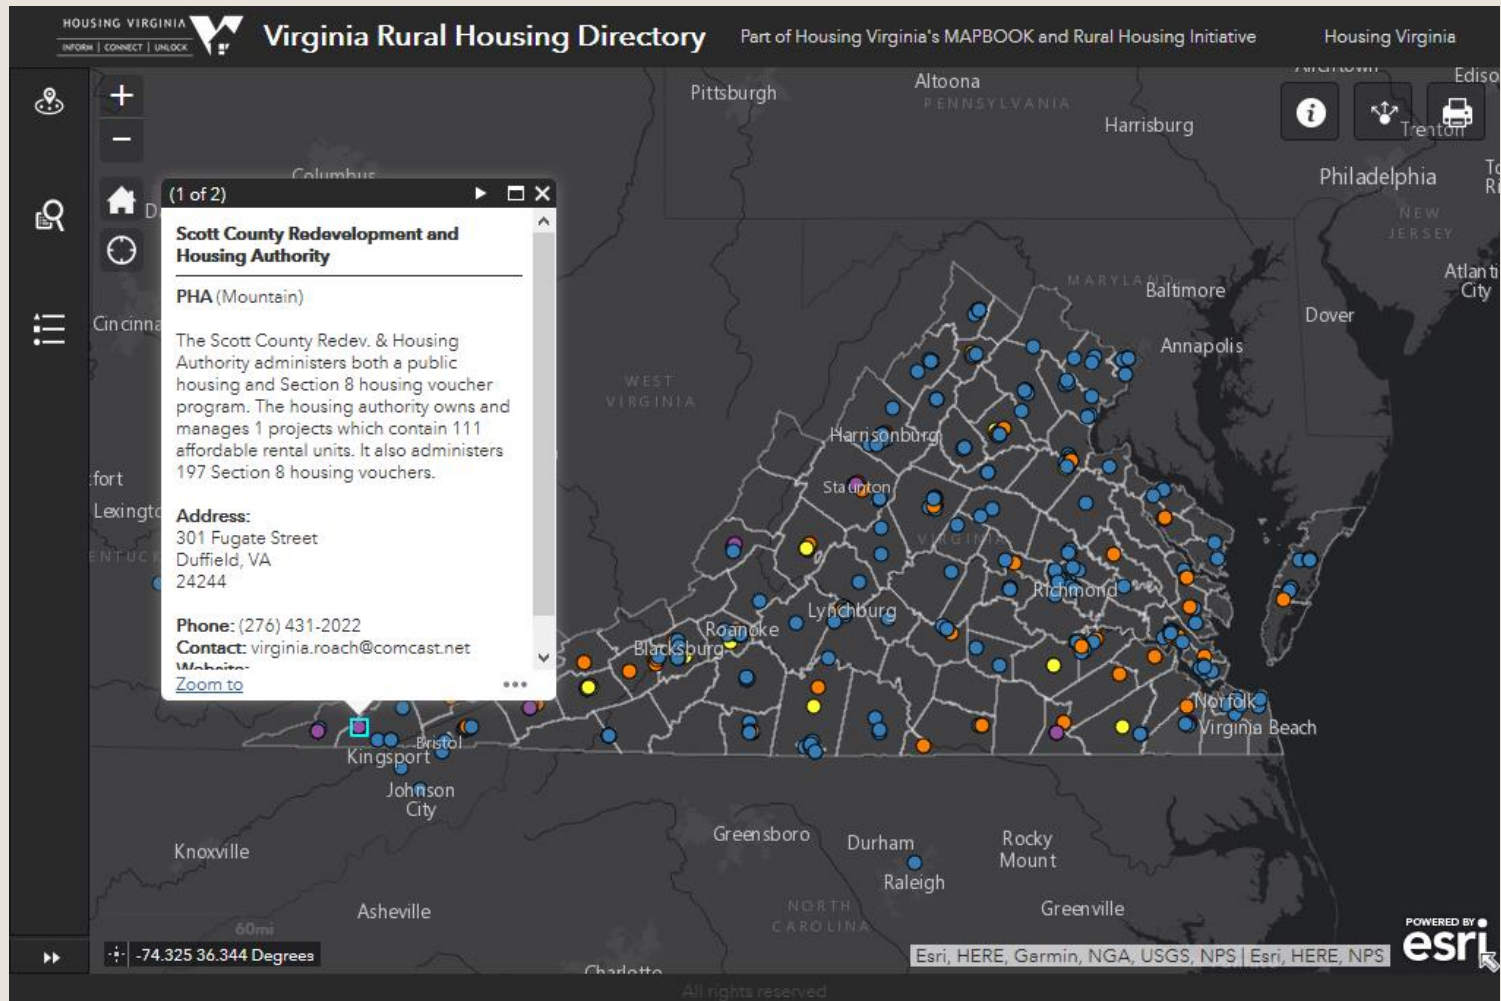 HOUSING VIRGINIA
INFORM | CONNECT | UNLOCK
Virginia Rural Housing Directory
Part of Housing Virginia's MAPBOOK and Rural Housing Initiative
Housing Virginia
+
−
(1 of 2)
Scott County Redevelopment and
Housing Authority
PHA (Mountain)
The Scott County Redev. & Housing
Authority administers both a public
housing and Section 8 housing voucher
program. The housing authority owns and
manages 1 projects which contain 111
affordable rental units. It also administers
197 Section 8 housing vouchers.
Address:
301 Fugate Street
Duffield, VA
24244
Phone: (276) 431-2022
Contact: virginia.roach@comcast.net
Website:
Zoom to
Pittsburgh
Altoona
PENNSYLVANIA
Harrisburg
Trenton
Philadelphia
NEW
JERSEY
Atlanti
City
Columbus
Cincinna
MARYLAND
Baltimore
Dover
Annapolis
WEST
VIRGINIA
Harrisonburg
Staunton
fort
Lexingto
ENTUC
VIRGINIA
Richmond
Lynchburg
Roanoke
Blacksburg
Norfolk
Virginia Beach
Bristol
Kingsport
Johnson
City
Knoxville
Greensboro
Durham
Rocky
Mount
Raleigh
Asheville
NORTH
CAROLINA
Greenville
60mi
-74.325 36.344 Degrees
Charlotte
Esri, HERE, Garmin, NGA, USGS, NPS | Esri, HERE, NPS
POWERED BY
esri
All rights reserved